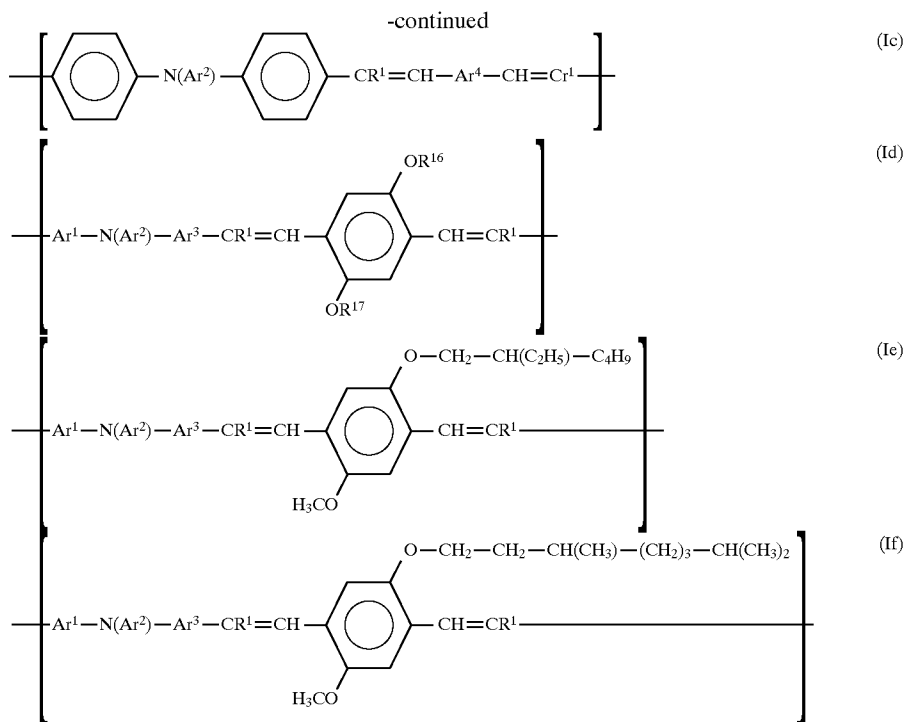 -continued
(Ic)
N(Ar²) CR¹=CH—Ar⁴—CH=Cr¹
(Id)
OR¹⁶
Ar¹—N(Ar²)—Ar³—CR¹=CH CH=CR¹
OR¹⁷
(Ie)
O—CH₂—CH(C₂H₅)—C₄H₉
Ar¹—N(Ar²)—Ar³—CR¹=CH CH=CR¹
H₃CO
(If)
O—CH₂—CH₂—CH(CH₃)—(CH₂)₃—CH(CH₃)₂
Ar¹—N(Ar²)—Ar³—CR¹=CH CH=CR¹
H₃CO